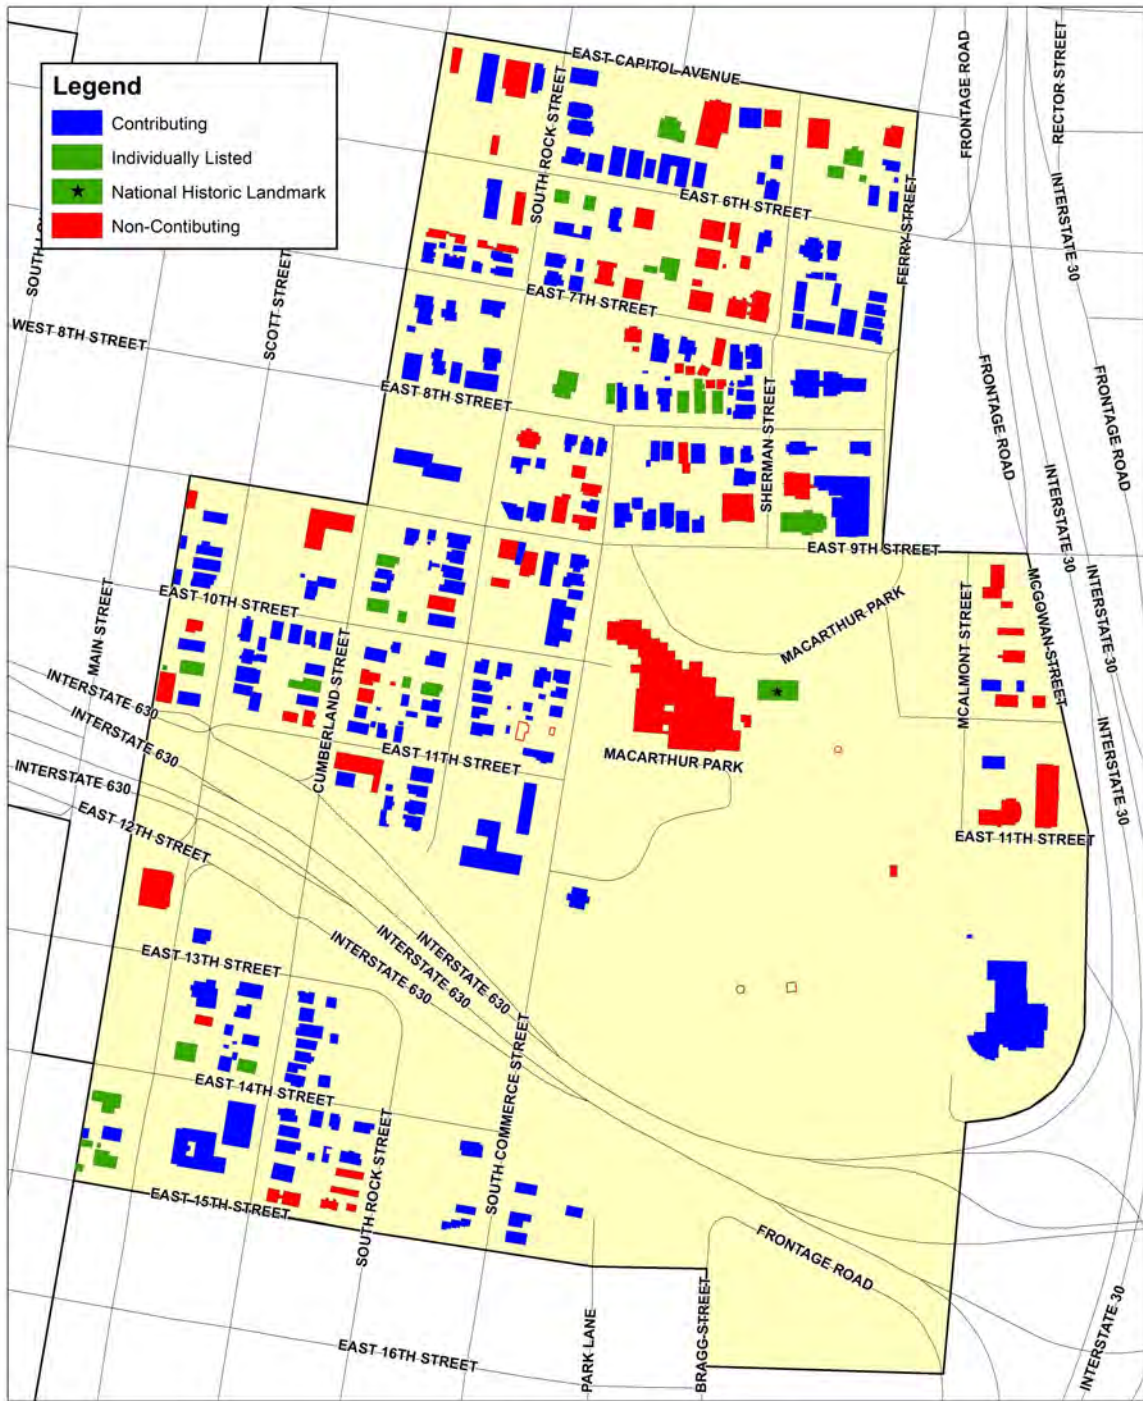 Legend
Contributing
Individually Listed
National Historic Landmark
Non-Contibuting
EAST CAPITOL AVENUE
SOUTH ROCK STREET
FRONTAGE ROAD
RECTOR STREET
INTERSTATE 30
EAST 6TH STREET
FERRY STREET
SCOTT STREET
WEST 8TH STREET
EAST 7TH STREET
EAST 8TH STREET
SHERMAN STREET
FRONTAGE ROAD
FRONTAGE ROAD
INTERSTATE 30
EAST 9TH STREET
MAIN STREET
EAST 10TH STREET
MACARTHUR PARK
MCALMONT STREET
MCGOWAN STREET
INTERSTATE 30
INTERSTATE 30
INTERSTATE 630
INTERSTATE 630
INTERSTATE 630
CUMBERLAND STREET
EAST 11TH STREET
MACARTHUR PARK
EAST 12TH STREET
EAST 11TH STREET
EAST 13TH STREET
INTERSTATE 630
INTERSTATE 630
INTERSTATE 630
EAST 14TH STREET
SOUTH COMMERCE STREET
SOUTH ROCK STREET
EAST 15TH STREET
FRONTAGE ROAD
EAST 16TH STREET
PARK LANE
BRAGG STREET
INTERSTATE 30